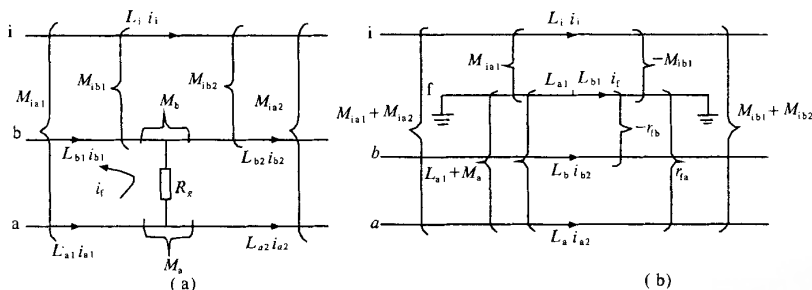 i
L_i i_i
M_ia1
M_ib1
M_b
M_ib2
M_ia2
b
L_b1 i_b1
L_b2 i_b2
i_f
R_g
a
L_a1 i_a1
M_a
L_a2 i_a2
(a)
i
L_i i_i
M_ia1
-M_ib1
f
L_a1
L_b1
i_f
M_ia1 + M_ia2
M_ib1 + M_ib2
-r_fb
b
L_a1 + M_a
L_b i_b2
r_fa
a
L_a i_a2
(b)